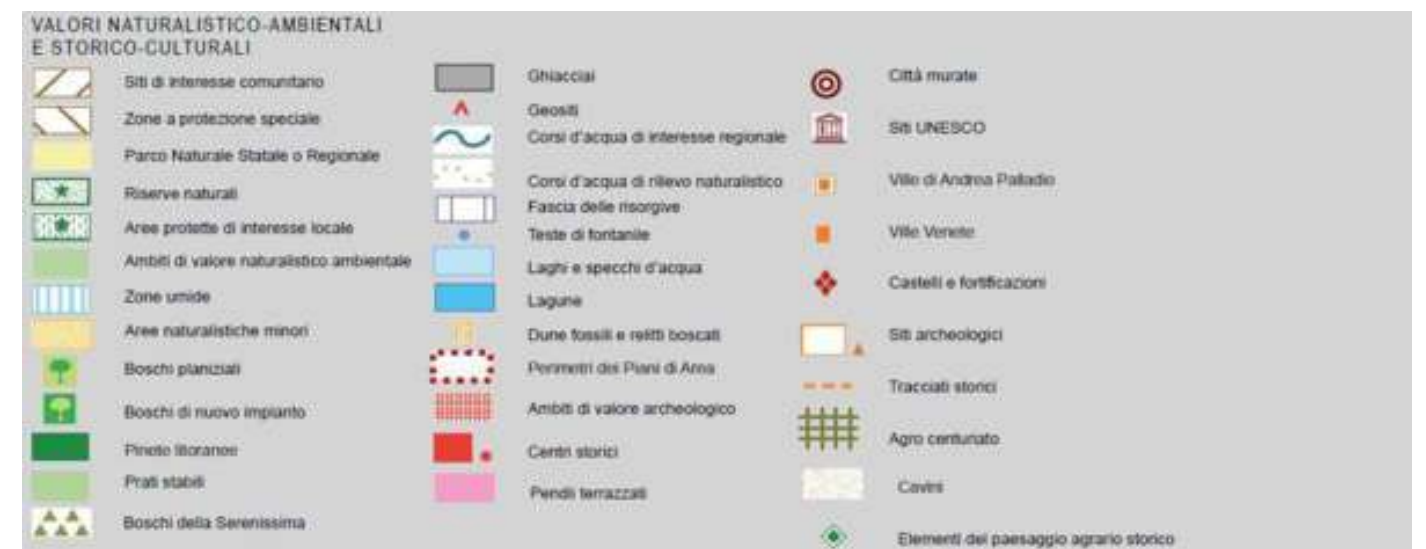 VALORI NATURALISTICO-AMBIENTALI
E STORICO-CULTURALI
Siti di interesse comunitario
Zone a protezione speciale
Parco Naturale Statale o Regionale
Riserve naturali
Aree protette di interesse locale
Ambiti di valore naturalistico ambientale
Zone umide
Aree naturalistiche minori
Boschi planiziali
Boschi di nuovo impianto
Pinete litoranee
Prati stabili
Boschi della Serenissima
Ghiacciai
Geositi
Corsi d'acqua di interesse regionale
Corsi d'acqua di rilievo naturalistico
Fascia delle risorgive
Teste di fontanile
Laghi e specchi d'acqua
Lagune
Dune fossili e relitti boscati
Perimetri dei Piani di Area
Ambiti di valore archeologico
Centri storici
Pendii terrazzati
Città murate
Siti UNESCO
Ville di Andrea Palladio
Ville Venete
Castelli e fortificazioni
Siti archeologici
Tracciati storici
Agro centuriato
Cavini
Elementi del paesaggio agrario storico